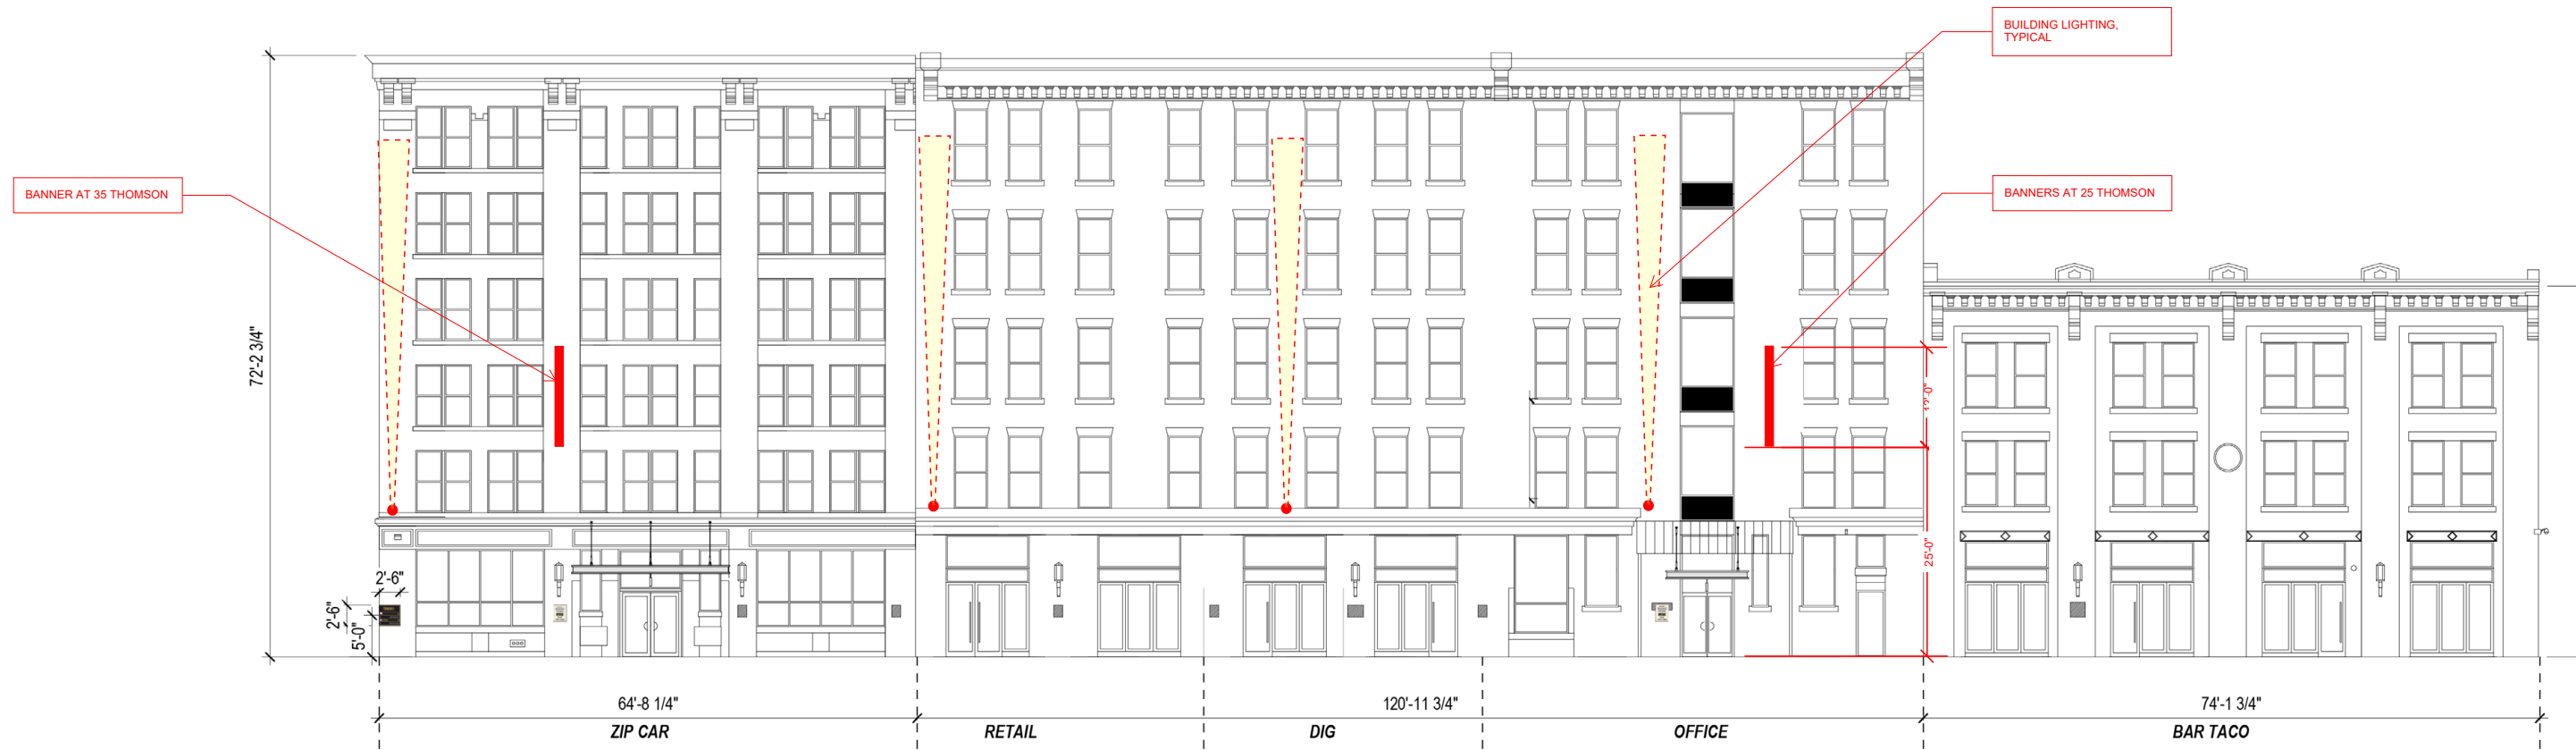 BUILDING LIGHTING,
TYPICAL
BANNER AT 35 THOMSON
BANNERS AT 25 THOMSON
72'-2 3/4"
12'-0"
25'-0"
2'-6"
2'-6"
5'-0"
64'-8 1/4"
120'-11 3/4"
74'-1 3/4"
ZIP CAR
RETAIL
DIG
OFFICE
BAR TACO